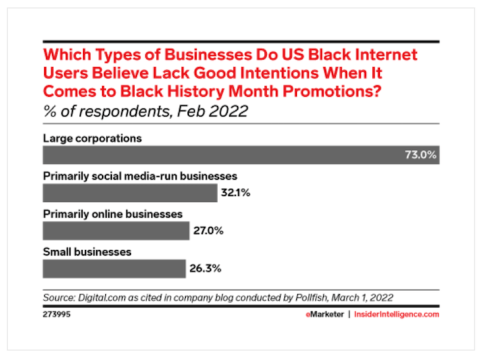 Which Types of Businesses Do US Black Internet
Users Believe Lack Good Intentions When It
Comes to Black History Month Promotions?
% of respondents, Feb 2022
Large corporations
73.0%
Primarily social media-run businesses
32.1%
Primarily online businesses
27.0%
Small businesses
26.3%
Source: Digital.com as cited in company blog conducted by Pollfish, March 1, 2022
273995 eMarketer | InsiderIntelligence.com